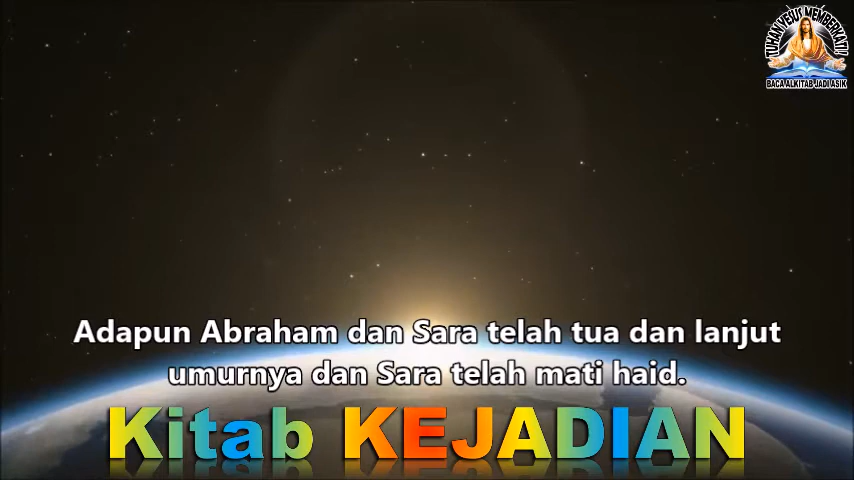 TUHAN YESUS MEMBERKATI!
BACA ALKITAB JADI ASIK
Adapun Abraham dan Sara telah tua dan lanjut
umurnya dan Sara telah mati haid.
Kitab KEJADIAN